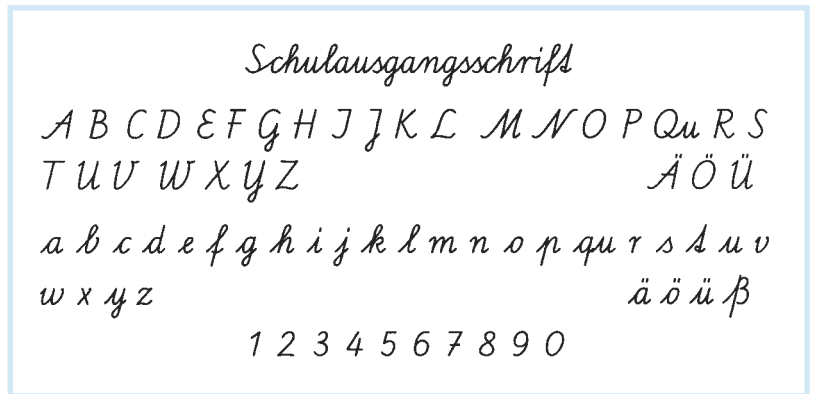 Schulausgangsschrift
A B C D E F G H I J K L M N O P Qu R S
T U V W X Y Z Ä Ö Ü
a b c d e f g h i j k l m n o p qu r s t u v
w x y z ä ö ü ß
1 2 3 4 5 6 7 8 9 0